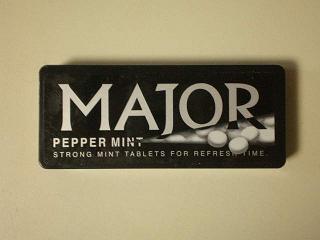 MAJOR
PEPPER MINT
STRONG MINT TABLETS FOR REFRESH TIME.